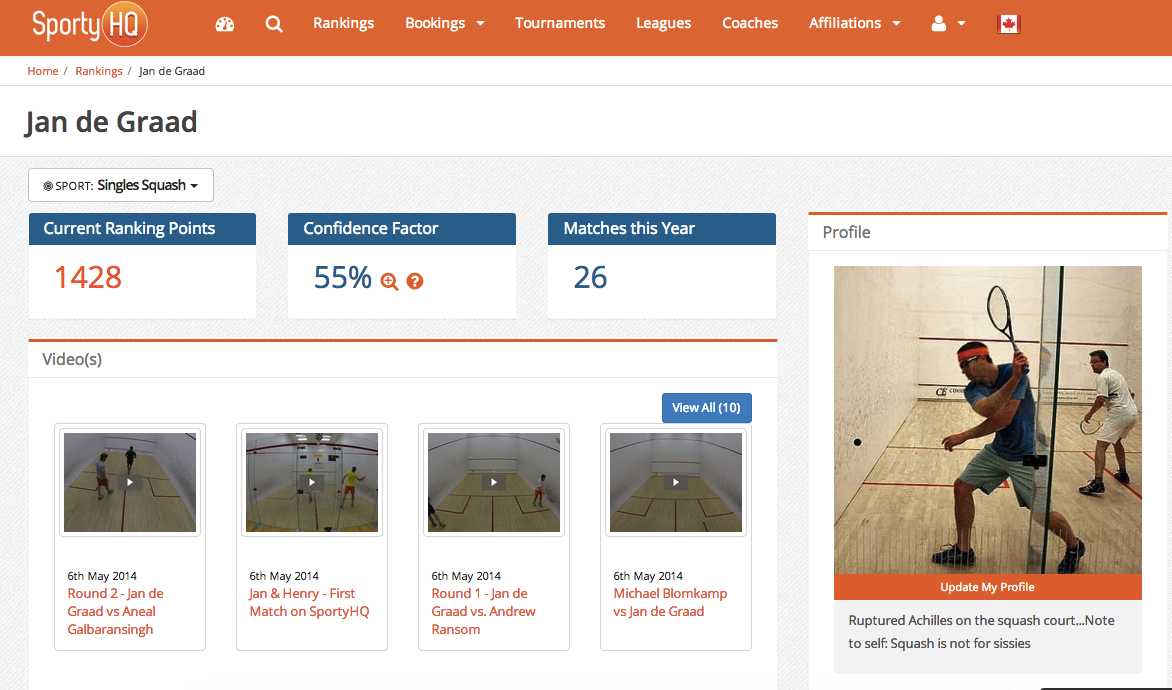 Sporty HQ
Rankings
Bookings
Tournaments
Leagues
Coaches
Affiliations
Home / Rankings / Jan de Graad
Jan de Graad
SPORT: Singles Squash
Current Ranking Points
1428
Confidence Factor
55%
?
Matches this Year
26
Video(s)
View All (10)
6th May 2014
Round 2 - Jan de
Graad vs Aneal
Galbaransingh
6th May 2014
Jan & Henry - First
Match on SportyHQ
6th May 2014
Round 1 - Jan de
Graad vs. Andrew
Ransom
6th May 2014
Michael Blomkamp
vs Jan de Graad
Profile
Update My Profile
Ruptured Achilles on the squash court...Note
to self: Squash is not for sissies